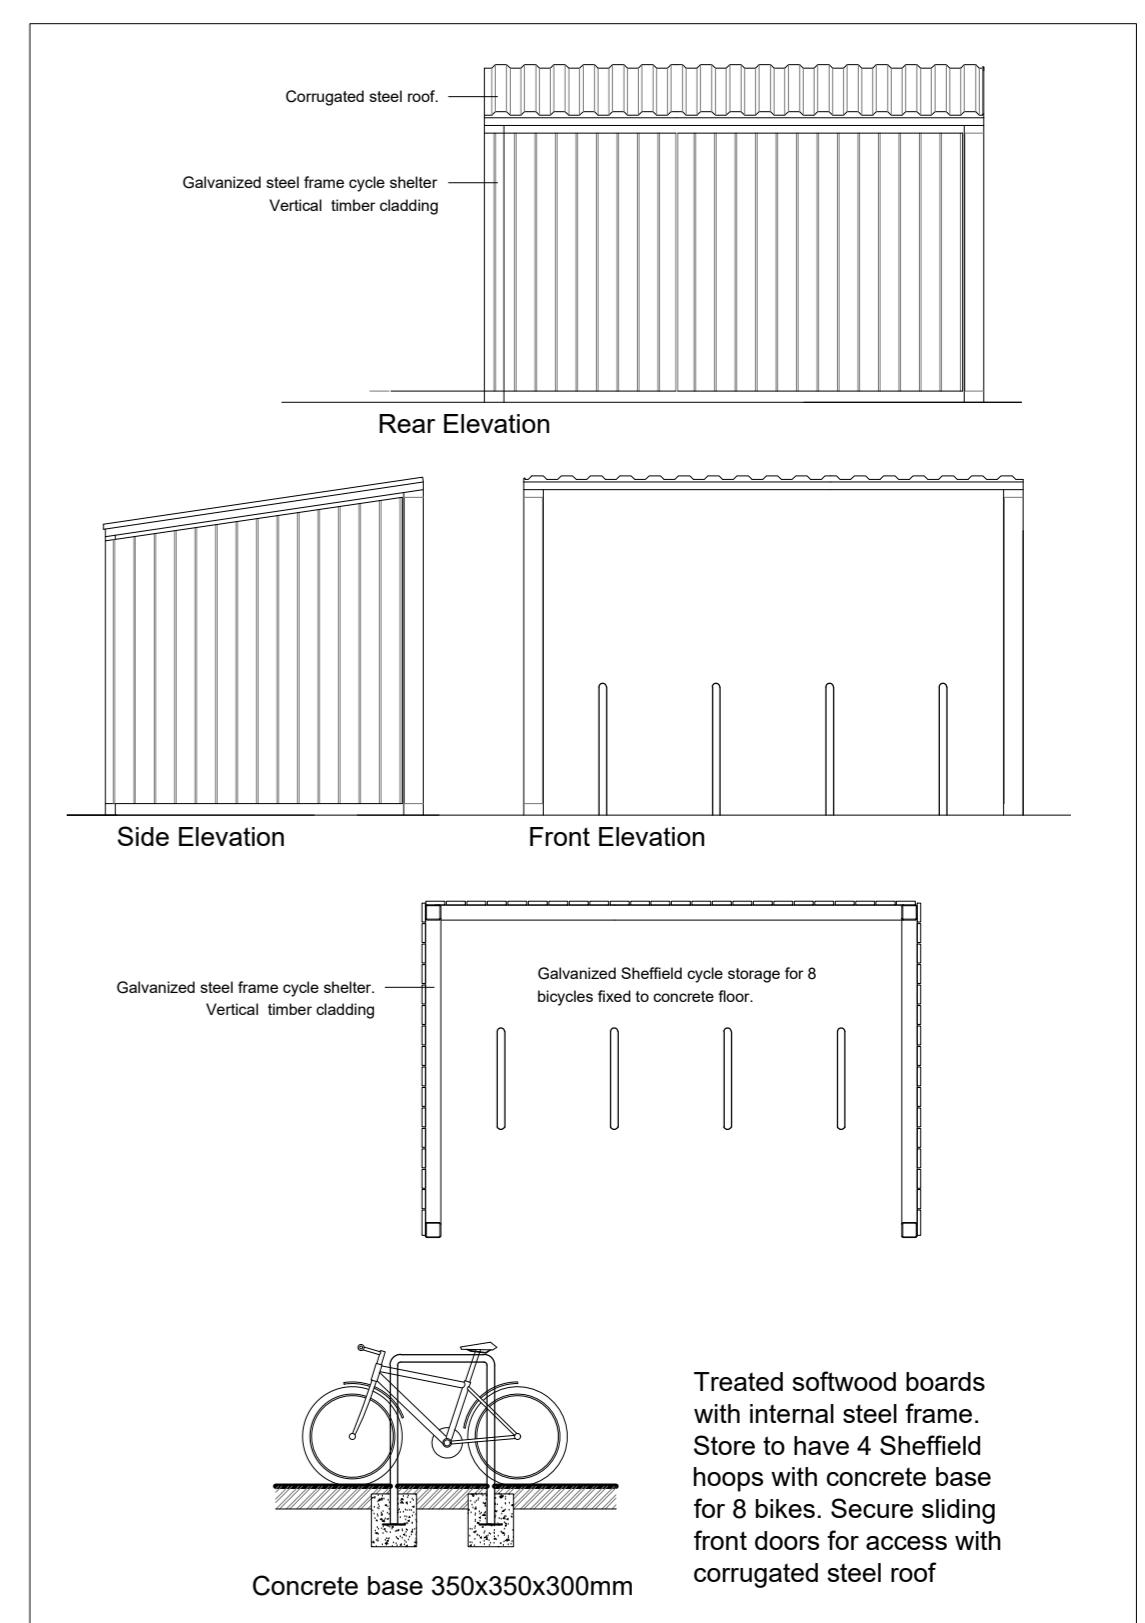 Corrugated steel roof.
Galvanized steel frame cycle shelter
Vertical timber cladding
Rear Elevation
Side Elevation
Front Elevation
Galvanized steel frame cycle shelter.
Vertical timber cladding
Galvanized Sheffield cycle storage for 8
bicycles fixed to concrete floor.
Concrete base 350x350x300mm
Treated softwood boards
with internal steel frame.
Store to have 4 Sheffield
hoops with concrete base
for 8 bikes. Secure sliding
front doors for access with
corrugated steel roof